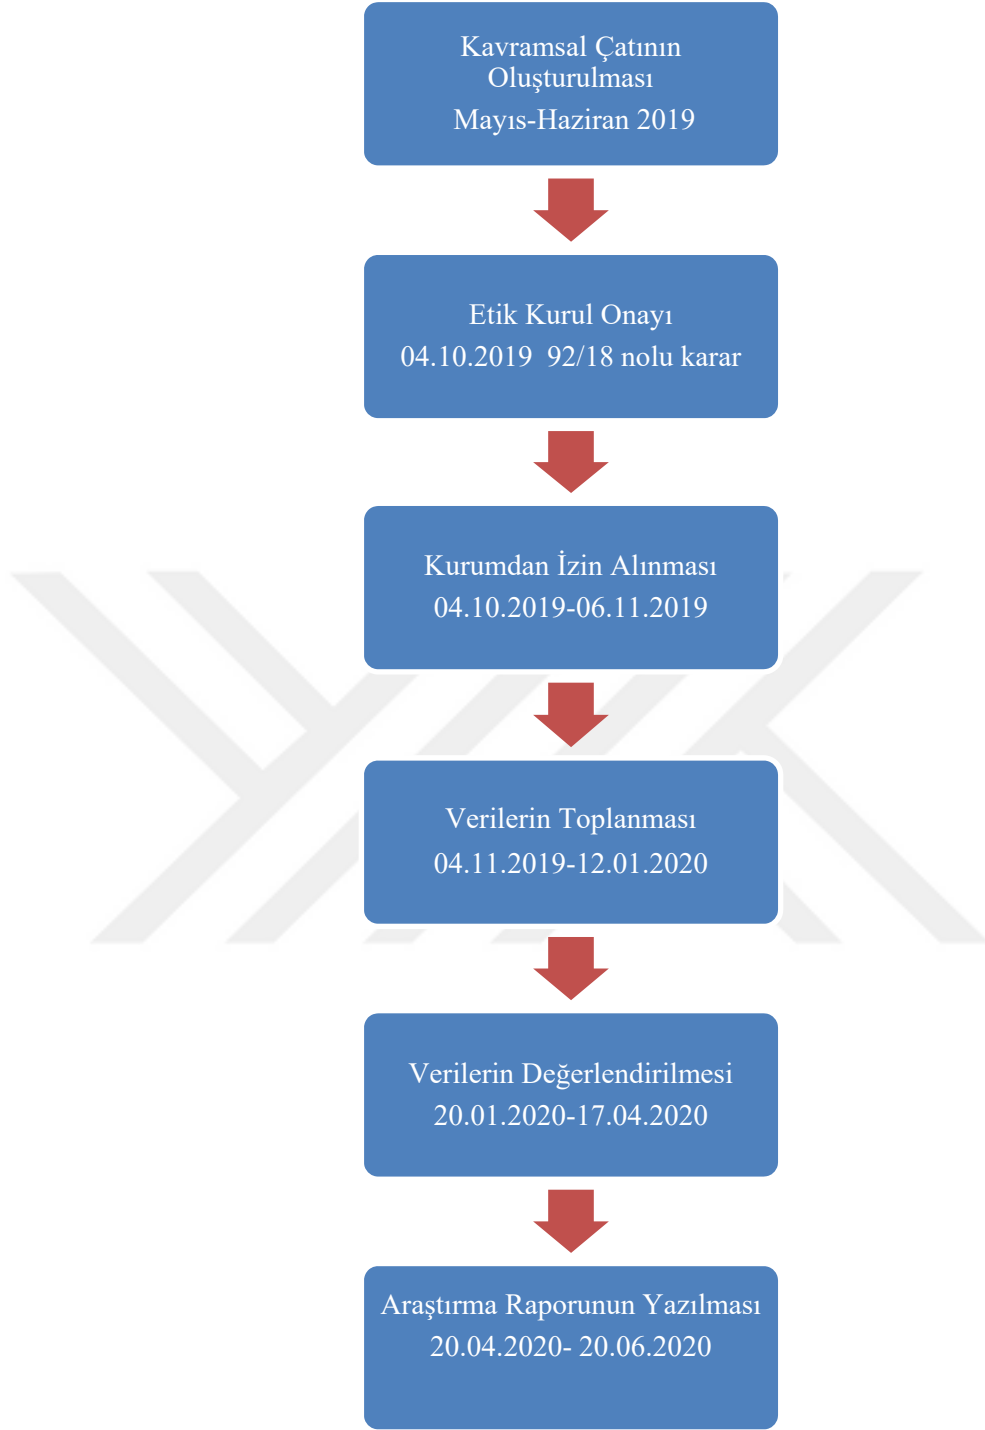 Kavramsal Çatının
Oluşturulması
Mayıs-Haziran 2019
Etik Kurul Onayı
04.10.2019  92/18 nolu karar
Kurumdan İzin Alınması
04.10.2019-06.11.2019
Verilerin Toplanması
04.11.2019-12.01.2020
Verilerin Değerlendirilmesi
20.01.2020-17.04.2020
Araştırma Raporunun Yazılması
20.04.2020- 20.06.2020